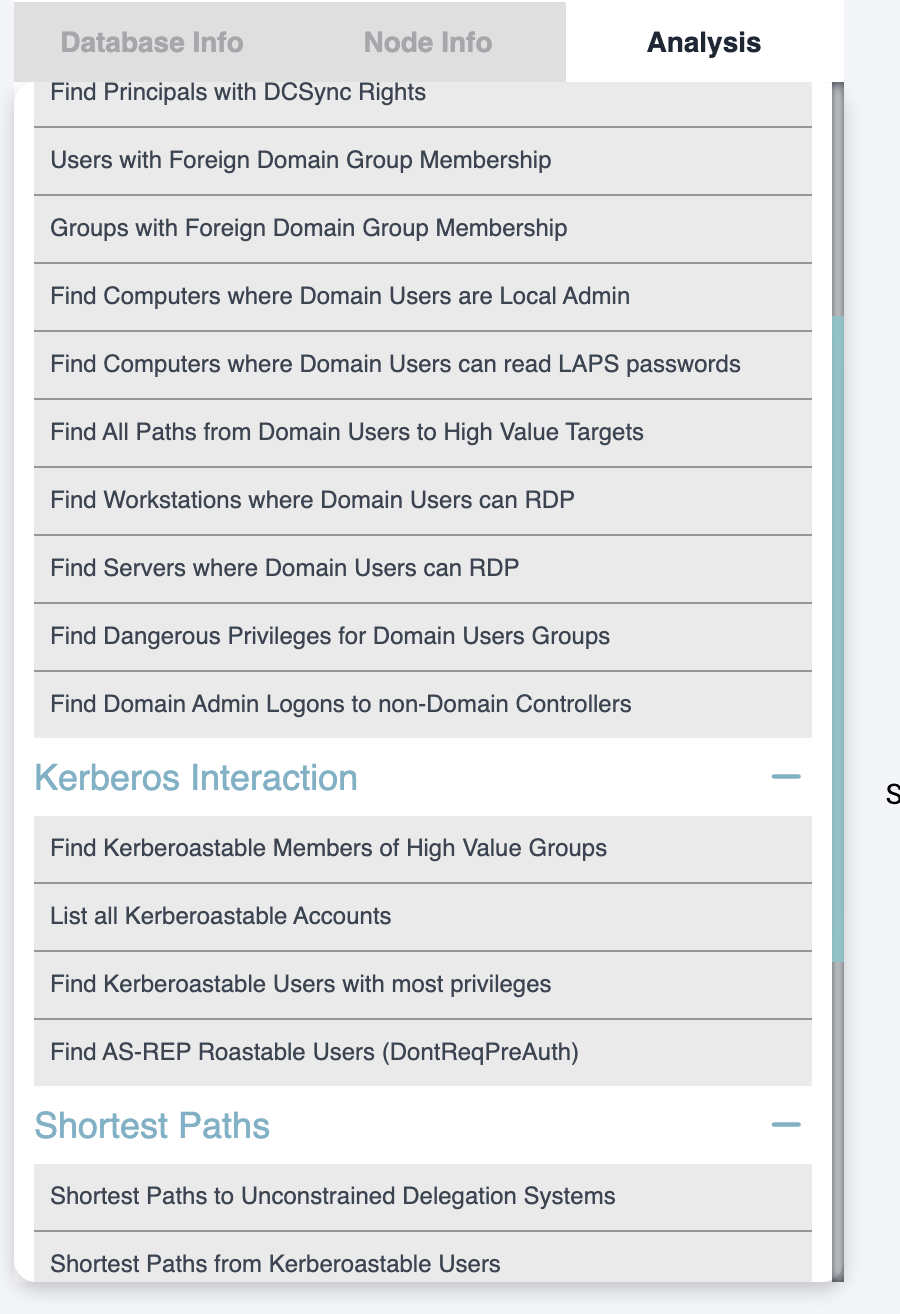 Database Info
Node Info
Analysis
Find Principals with DCSync Rights
Users with Foreign Domain Group Membership
Groups with Foreign Domain Group Membership
Find Computers where Domain Users are Local Admin
Find Computers where Domain Users can read LAPS passwords
Find All Paths from Domain Users to High Value Targets
Find Workstations where Domain Users can RDP
Find Servers where Domain Users can RDP
Find Dangerous Privileges for Domain Users Groups
Find Domain Admin Logons to non-Domain Controllers
Kerberos Interaction
Find Kerberoastable Members of High Value Groups
List all Kerberoastable Accounts
Find Kerberoastable Users with most privileges
Find AS-REP Roastable Users (DontReqPreAuth)
Shortest Paths
Shortest Paths to Unconstrained Delegation Systems
Shortest Paths from Kerberoastable Users